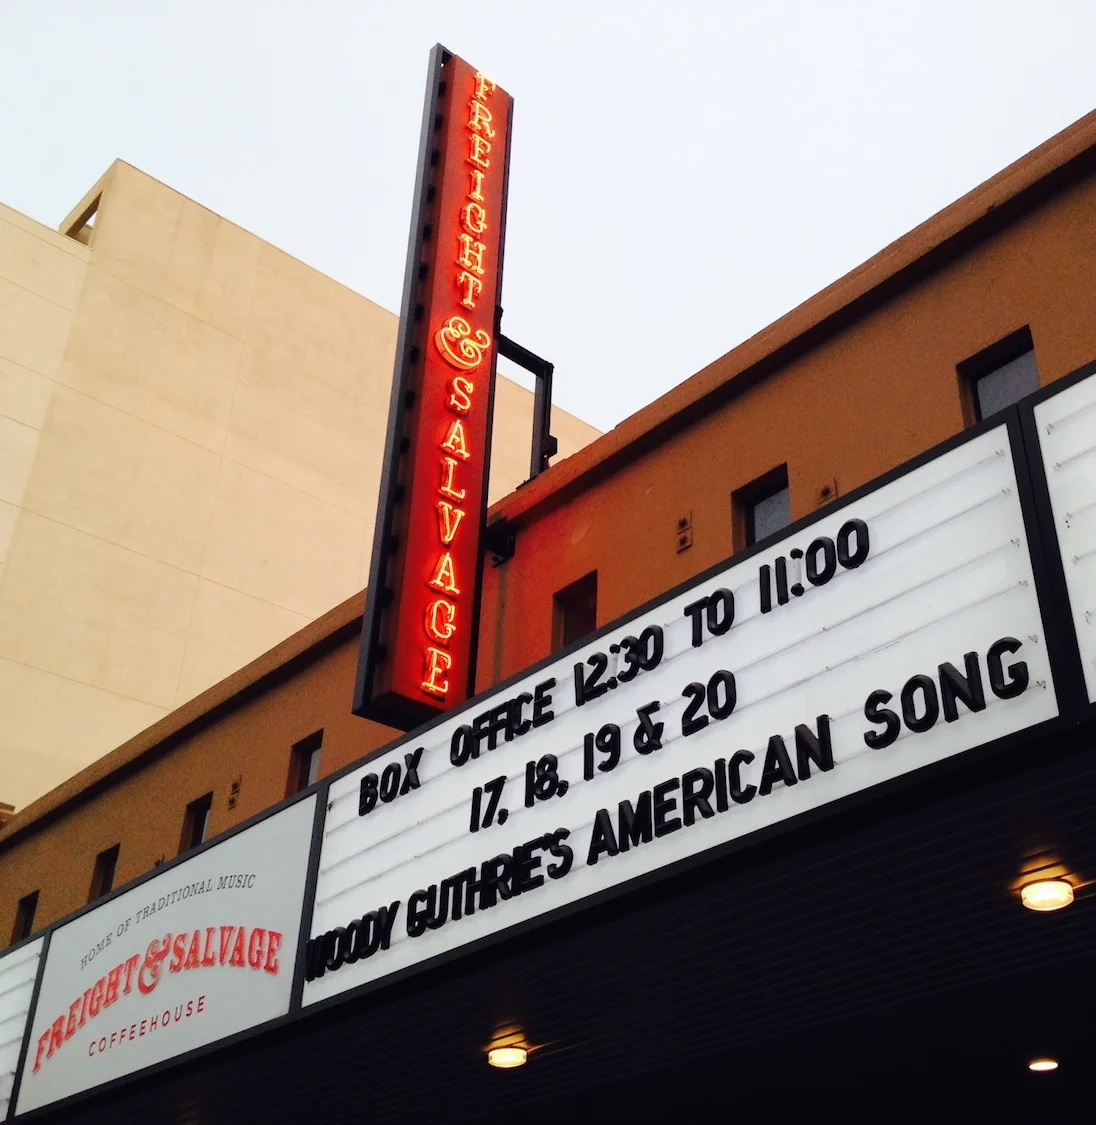 FREIGHT & SALVAGE
BOX OFFICE 12:30 TO 11:00
17, 18, 19 & 20
WOODY GUTHRIE'S AMERICAN SONG
HOME OF TRADITIONAL MUSIC
FREIGHT & SALVAGE
COFFEEHOUSE